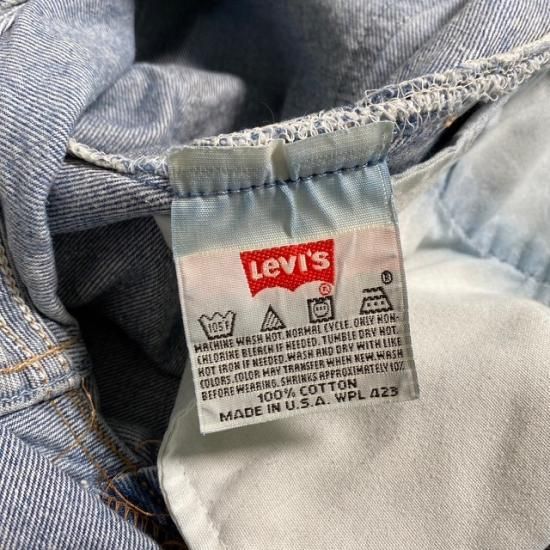 Levi's
®
105F ®
MACHINE WASH HOT NORMAL CYCLE. ONLY NON-
CHLORINE BLEACH IF NEEDED. TUMBLE DRY HOT.
HOT IRON IF NEEDED. WASH AND DRY WITH LIKE
COLORS. COLOR MAY TRANSFER WHEN NEW. WASH
BEFORE WEARING. SHRINKS APPROXIMATELY 10%
100% COTTON
MADE IN U.S.A. WPL 423